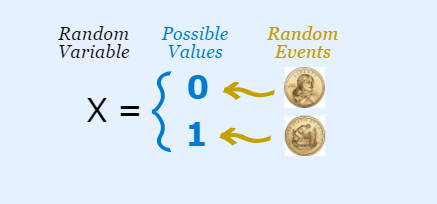 Random Possible Random
Variable Values Events
X = { 0
1